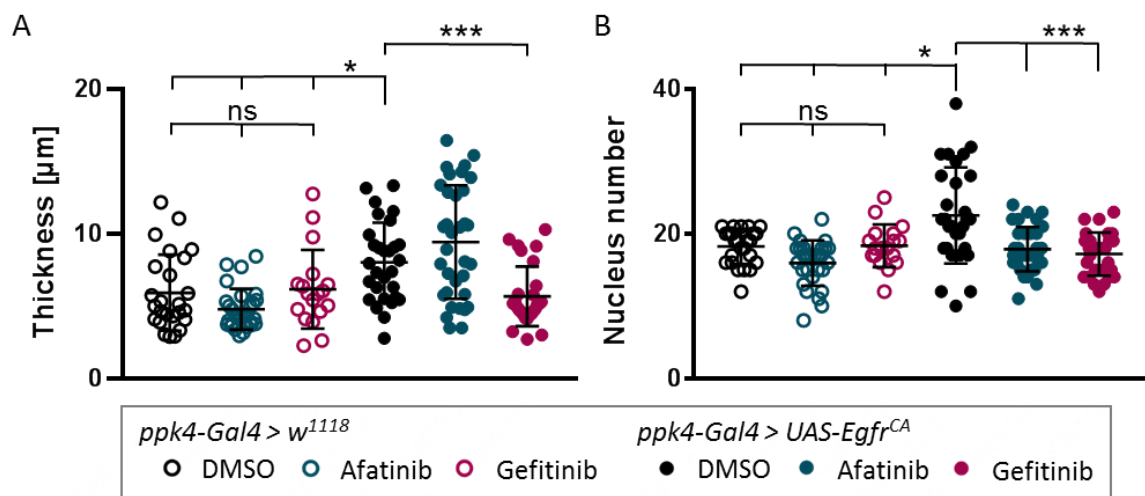 A
B
***
***
*
*
20
40
ns
ns
Thickness [µm]
Nucleus number
10
20
0
0
ppk4-Gal4 > w1118
ppk4-Gal4 > UAS-EgfrCA
DMSO Afatinib Gefitinib
DMSO Afatinib Gefitinib